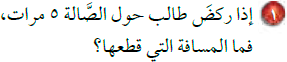 ١ إذا ركضَ طالب حول الصَّالة ٥ مرات،
فما المسافة التي قطعها؟